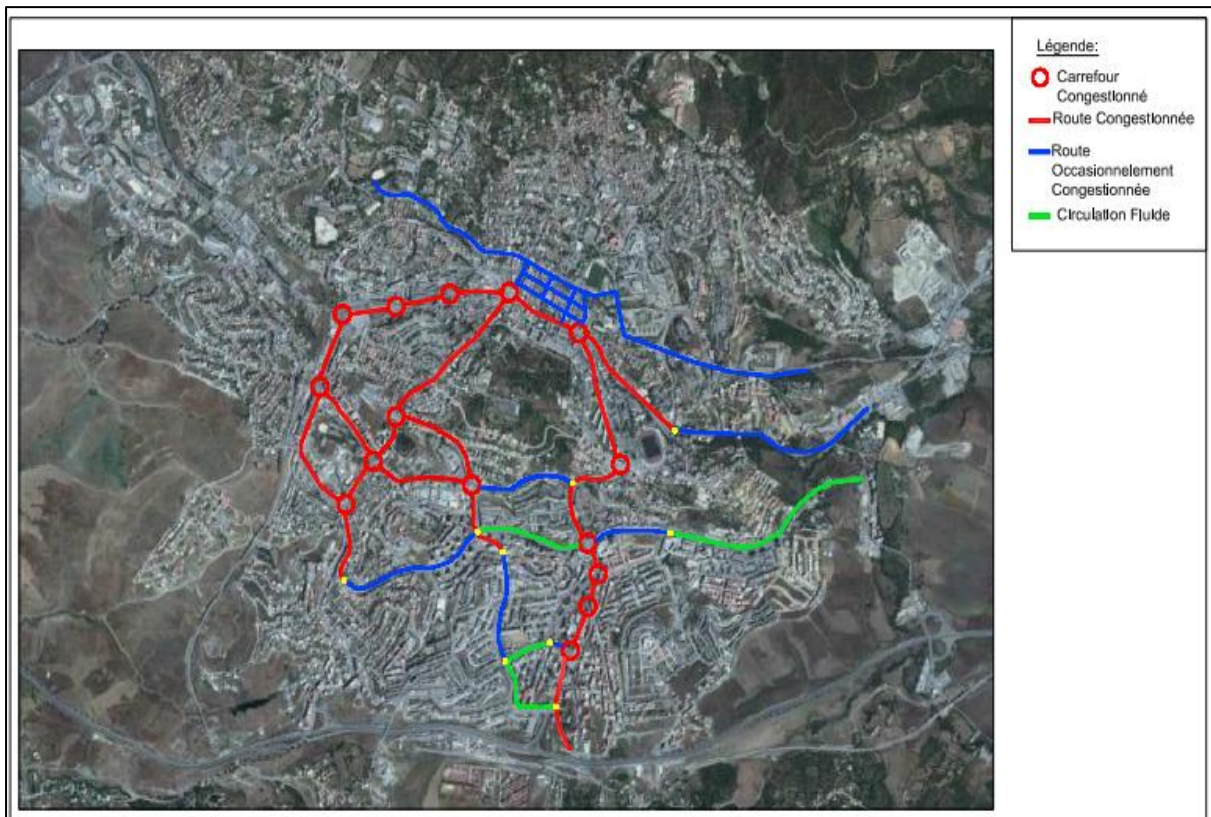 Légende:
Carrefour
Congestionné
Route Congestionnée
Route
Occasionnelement
Congestionnée
Circulation Fluide